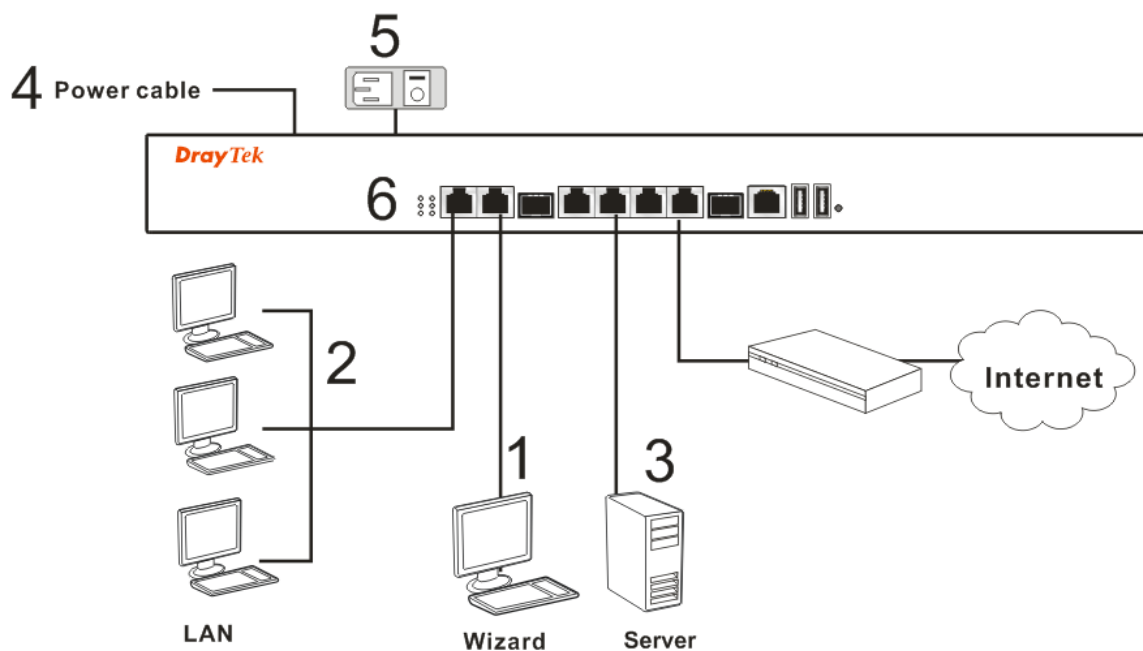 5
4 Power cable
DrayTek
6
2
Internet
1
3
LAN
Wizard
Server